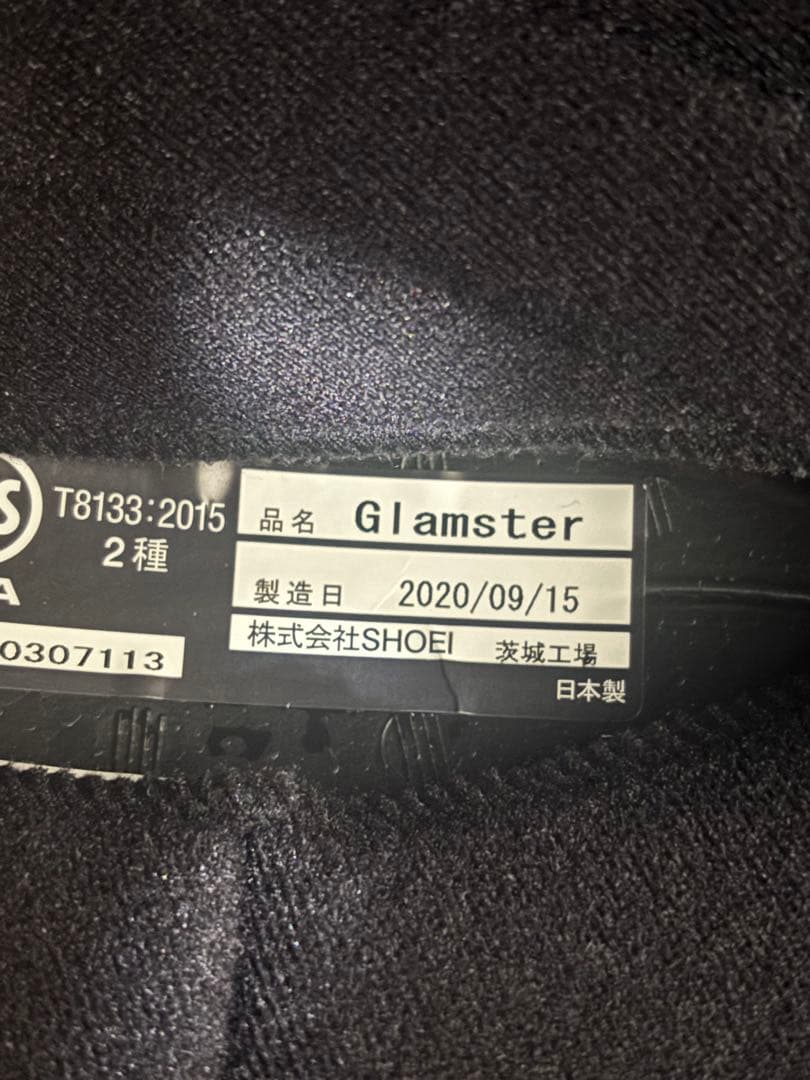 S
T8133:2015
2種
A
0307113
品名 Glamster
製造日 2020/09/15
株式会社SHOEI 茨城工場
日本製